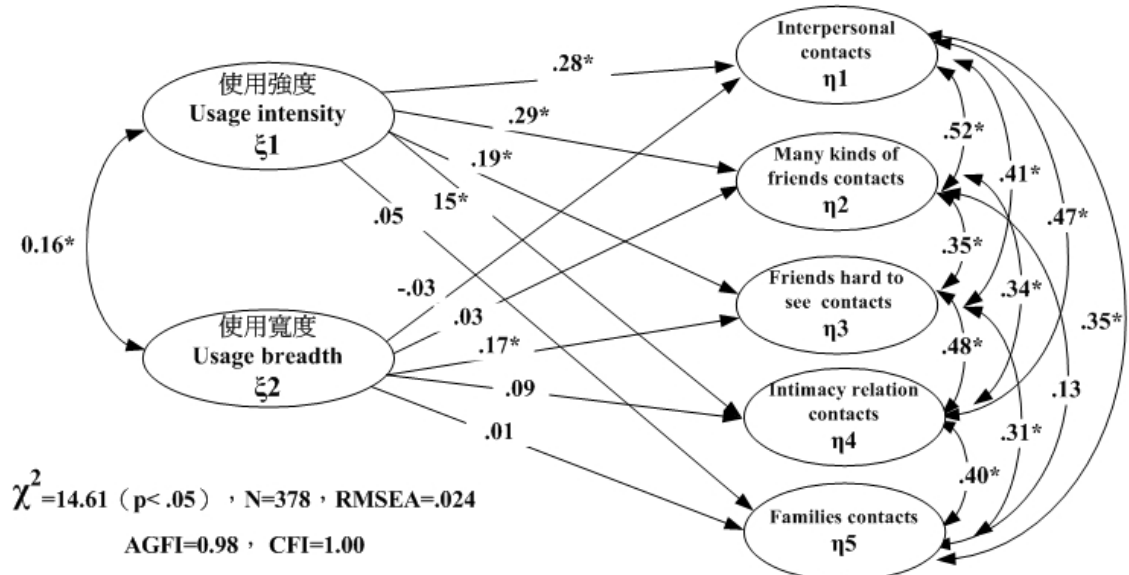 使用強度
Usage intensity
ξ1
使用寬度
Usage breadth
ξ2
0.16*
.28*
.29*
.19*
15*
.05
-.03
.03
.17*
.09
.01
Interpersonal
contacts
η1
Many kinds of
friends contacts
η2
Friends hard to
see contacts
η3
Intimacy relation
contacts
η4
Families contacts
η5
.52*
.41*
.47*
.35*
.34*
.35*
.48*
.13
.31*
.40*
χ²=14.61（p< .05），N=378，RMSEA=.024
AGFI=0.98， CFI=1.00